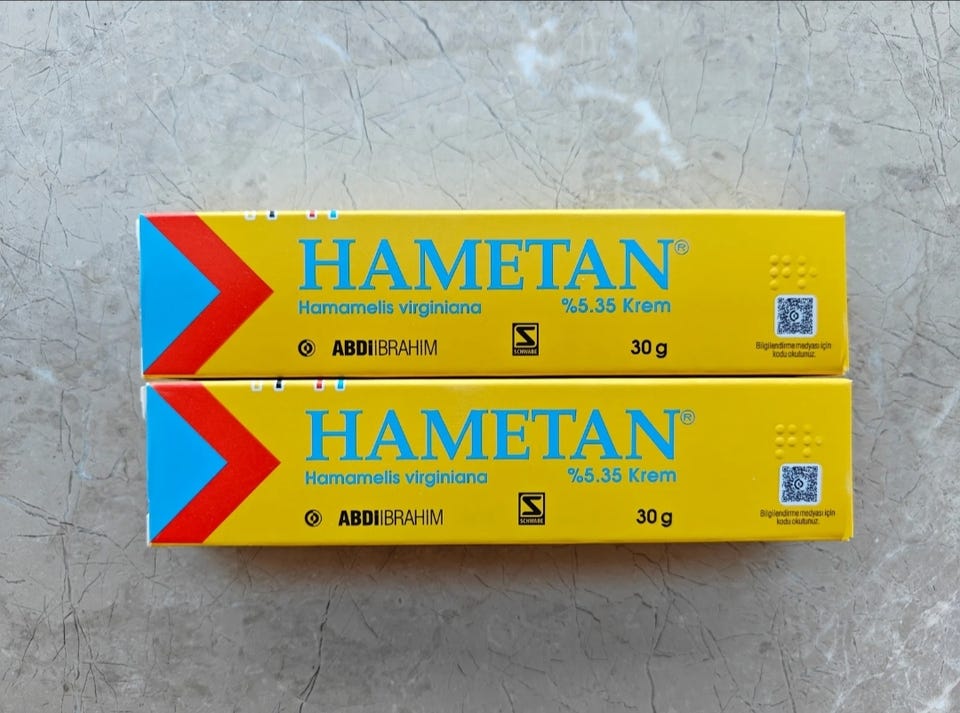 HAMETAN®
Hamamelis virginiana %5.35 Krem
ABDIIBRAHIM SCHWABE 30 g
Bilgilendirme medyası için
kodu okutunuz.
HAMETAN®
Hamamelis virginiana %5.35 Krem
ABDIIBRAHIM SCHWABE 30 g
Bilgilendirme medyası için
kodu okutunuz.